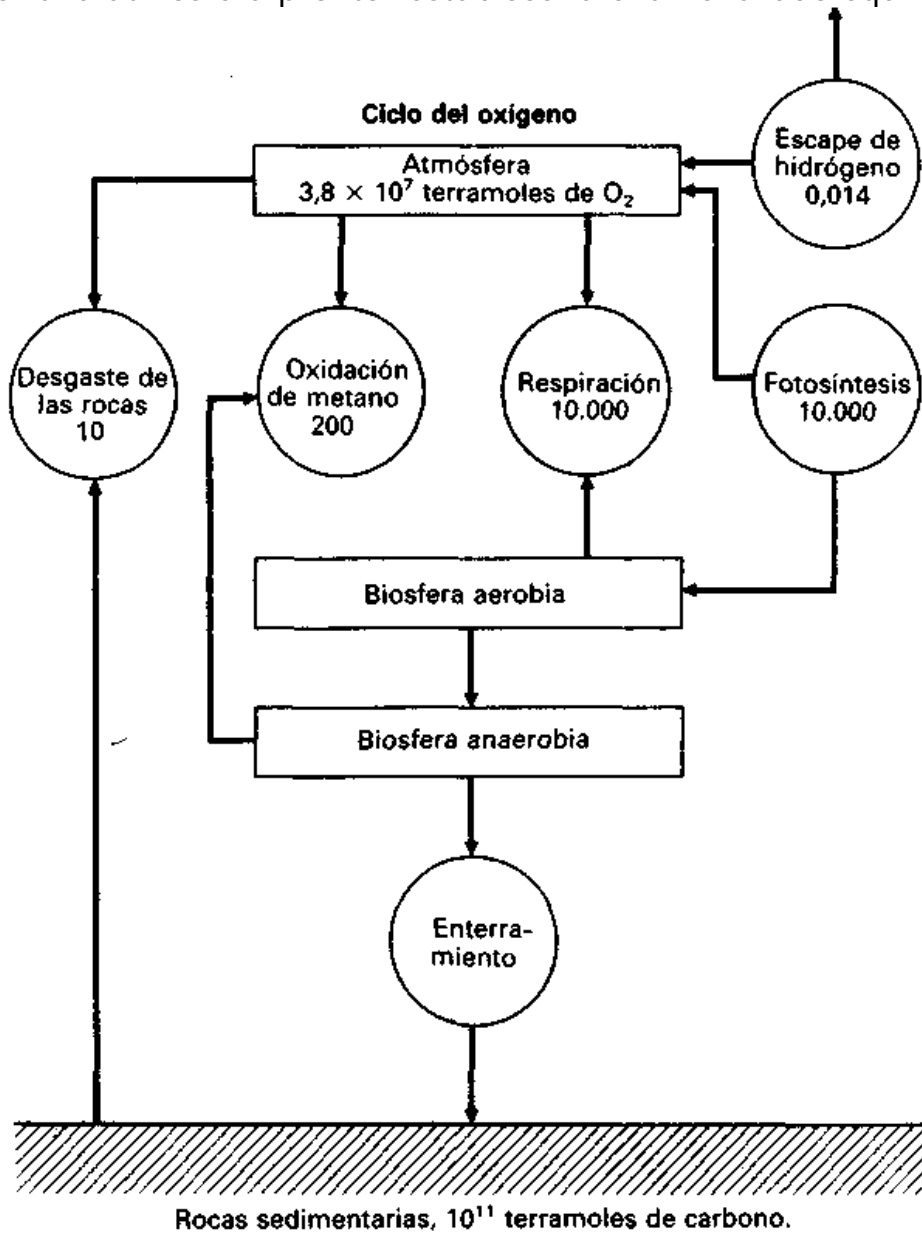 Ciclo del oxígeno
Atmósfera
3,8 × 10⁷ terramoles de O₂
Escape de
hidrógeno
0,014
Desgaste de
las rocas
10
Oxidación
de metano
200
Respiración
10.000
Fotosíntesis
10.000
Biosfera aerobia
Biosfera anaerobia
Enterra-
miento
Rocas sedimentarias, 10¹¹ terramoles de carbono.